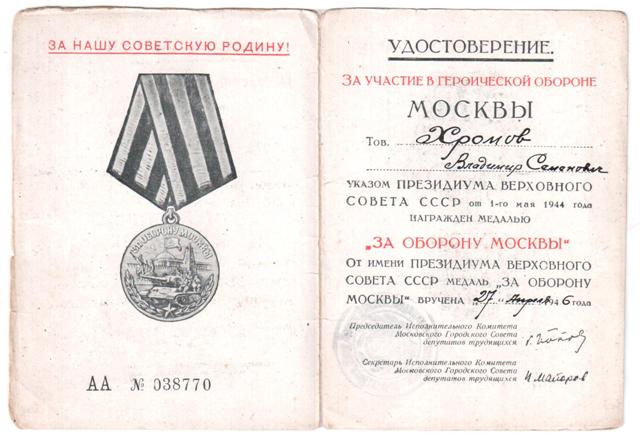 ЗА НАШУ СОВЕТСКУЮ РОДИНУ!
ЗА ОБОРОНУ МОСКВЫ
АА № 038770
УДОСТОВЕРЕНИЕ.
ЗА УЧАСТИЕ В ГЕРОИЧЕСКОЙ ОБОРОНЕ
МОСКВЫ
Тов. Хромов
Владимир Семенович
УКАЗОМ ПРЕЗИДИУМА ВЕРХОВНОГО
СОВЕТА СССР от 1-го мая 1944 года
НАГРАЖДЕН МЕДАЛЬЮ
„ЗА ОБОРОНУ МОСКВЫ“
От имени ПРЕЗИДИУМА ВЕРХОВНОГО
СОВЕТА СССР МЕДАЛЬ „ЗА ОБОРОНУ
МОСКВЫ“ ВРУЧЕНА „27“ апреля 1946 года
Председатель Исполнительного Комитета
Московского Городского Совета
депутатов трудящихся
Секретарь Исполнительного Комитета
Московского Городского Совета
депутатов трудящихся